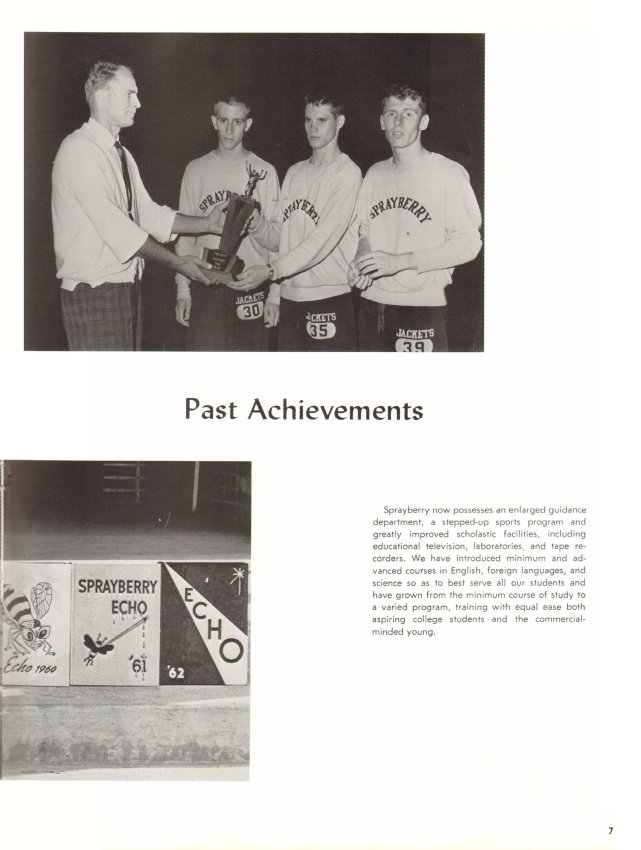 SPRAYBERRY
SPRAYBERRY
SPRAYBERRY
JACKETS
30
JACKETS
35
JACKETS
39
Past Achievements
Echo 1960
SPRAYBERRY
ECHO
'61
ECHO
'62
Sprayberry now possesses an enlarged guidance
department, a stepped-up sports program and
greatly improved scholastic facilities, including
educational television, laboratories, and tape re-
corders. We have introduced minimum and ad-
vanced courses in English, foreign languages, and
science so as to best serve all our students and
have grown from the minimum course of study to
a varied program, training with equal ease both
aspiring college students and the commercial-
minded young.
7